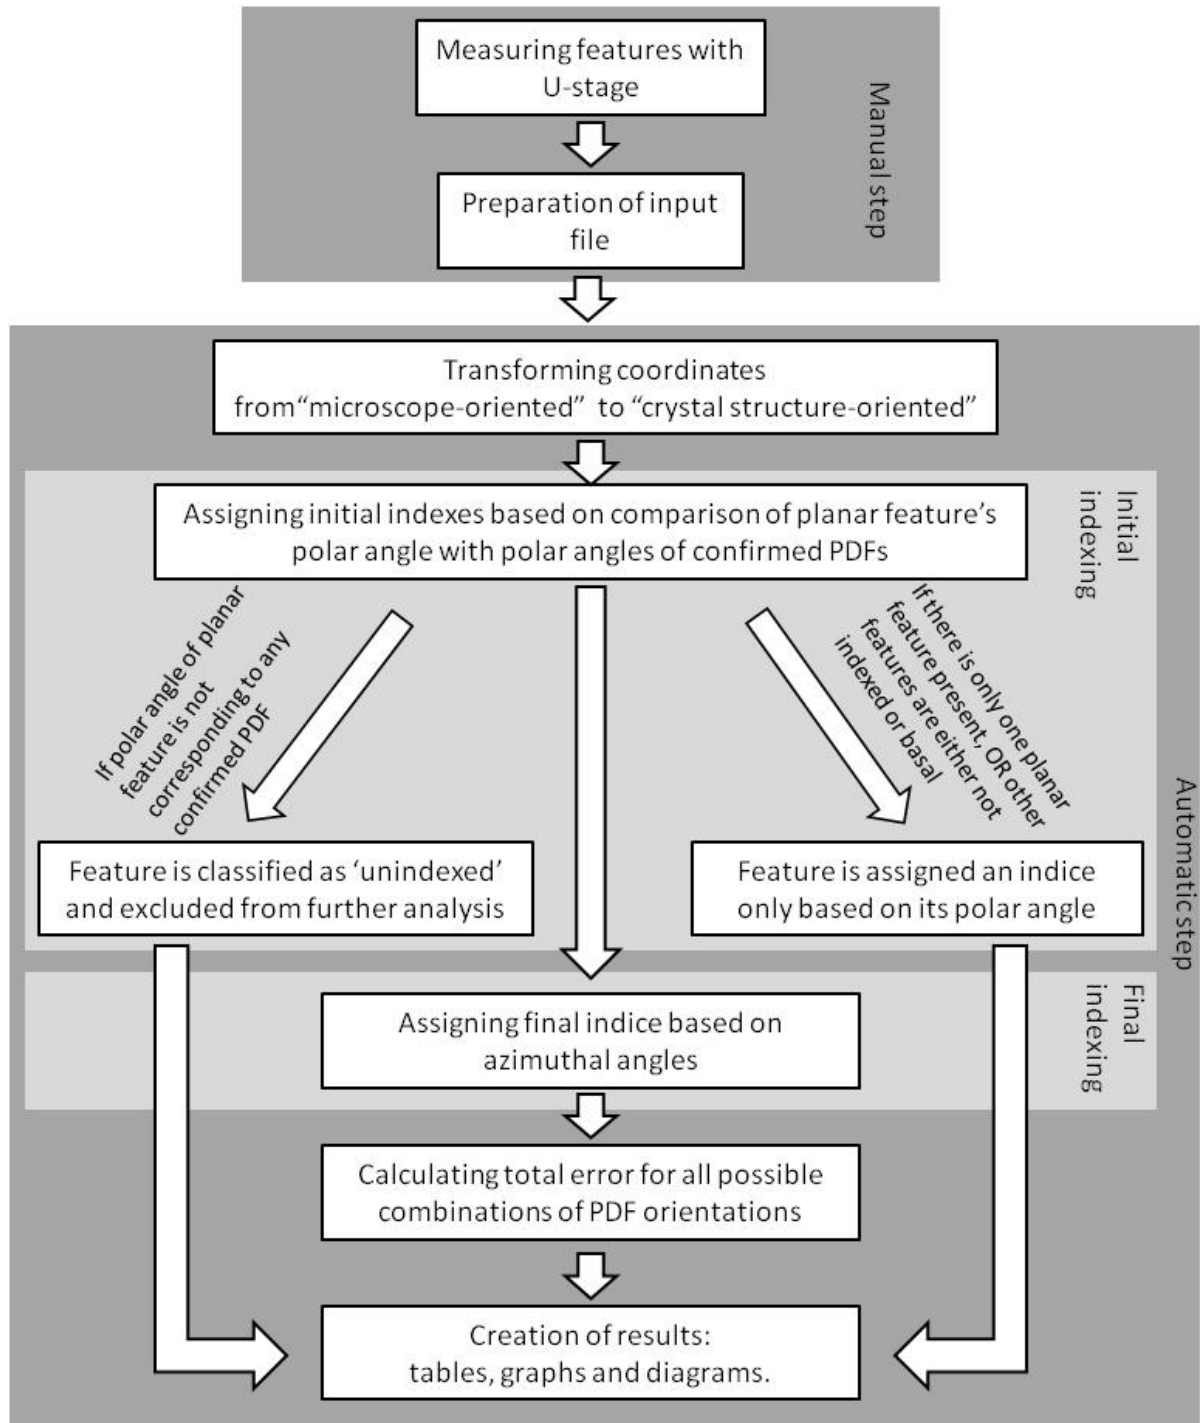 Measuring features with
U-stage
Manual step
Preparation of input
file
Transforming coordinates
from“microscope-oriented” to “crystal structure-oriented”
Initial
indexing
Assigning initial indexes based on comparison of planar feature’s
polar angle with polar angles of confirmed PDFs
If polar angle of planar
feature is not
corresponding to any
confirmed PDF
If there is only one planar
feature present, OR other
features are either not
indexed or basal
Automatic step
Feature is classified as ‘unindexed’
and excluded from further analysis
Feature is assigned an indice
only based on its polar angle
Final
indexing
Assigning final indice based on
azimuthal angles
Calculating total error for all possible
combinations of PDF orientations
Creation of results:
tables, graphs and diagrams.